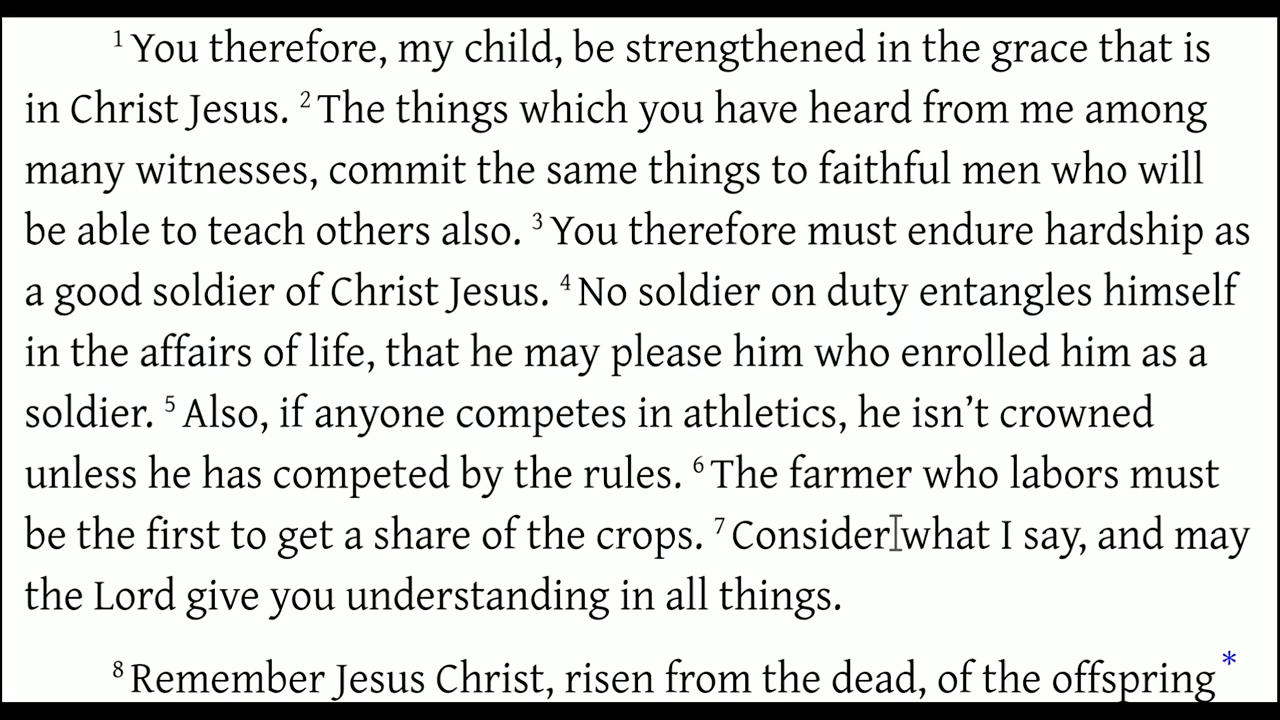 1 You therefore, my child, be strengthened in the grace that is
in Christ Jesus. 2 The things which you have heard from me among
many witnesses, commit the same things to faithful men who will
be able to teach others also. 3 You therefore must endure hardship as
a good soldier of Christ Jesus. 4 No soldier on duty entangles himself
in the affairs of life, that he may please him who enrolled him as a
soldier. 5 Also, if anyone competes in athletics, he isn’t crowned
unless he has competed by the rules. 6 The farmer who labors must
be the first to get a share of the crops. 7 Consider what I say, and may
the Lord give you understanding in all things.
8 Remember Jesus Christ, risen from the dead, of the offspring *